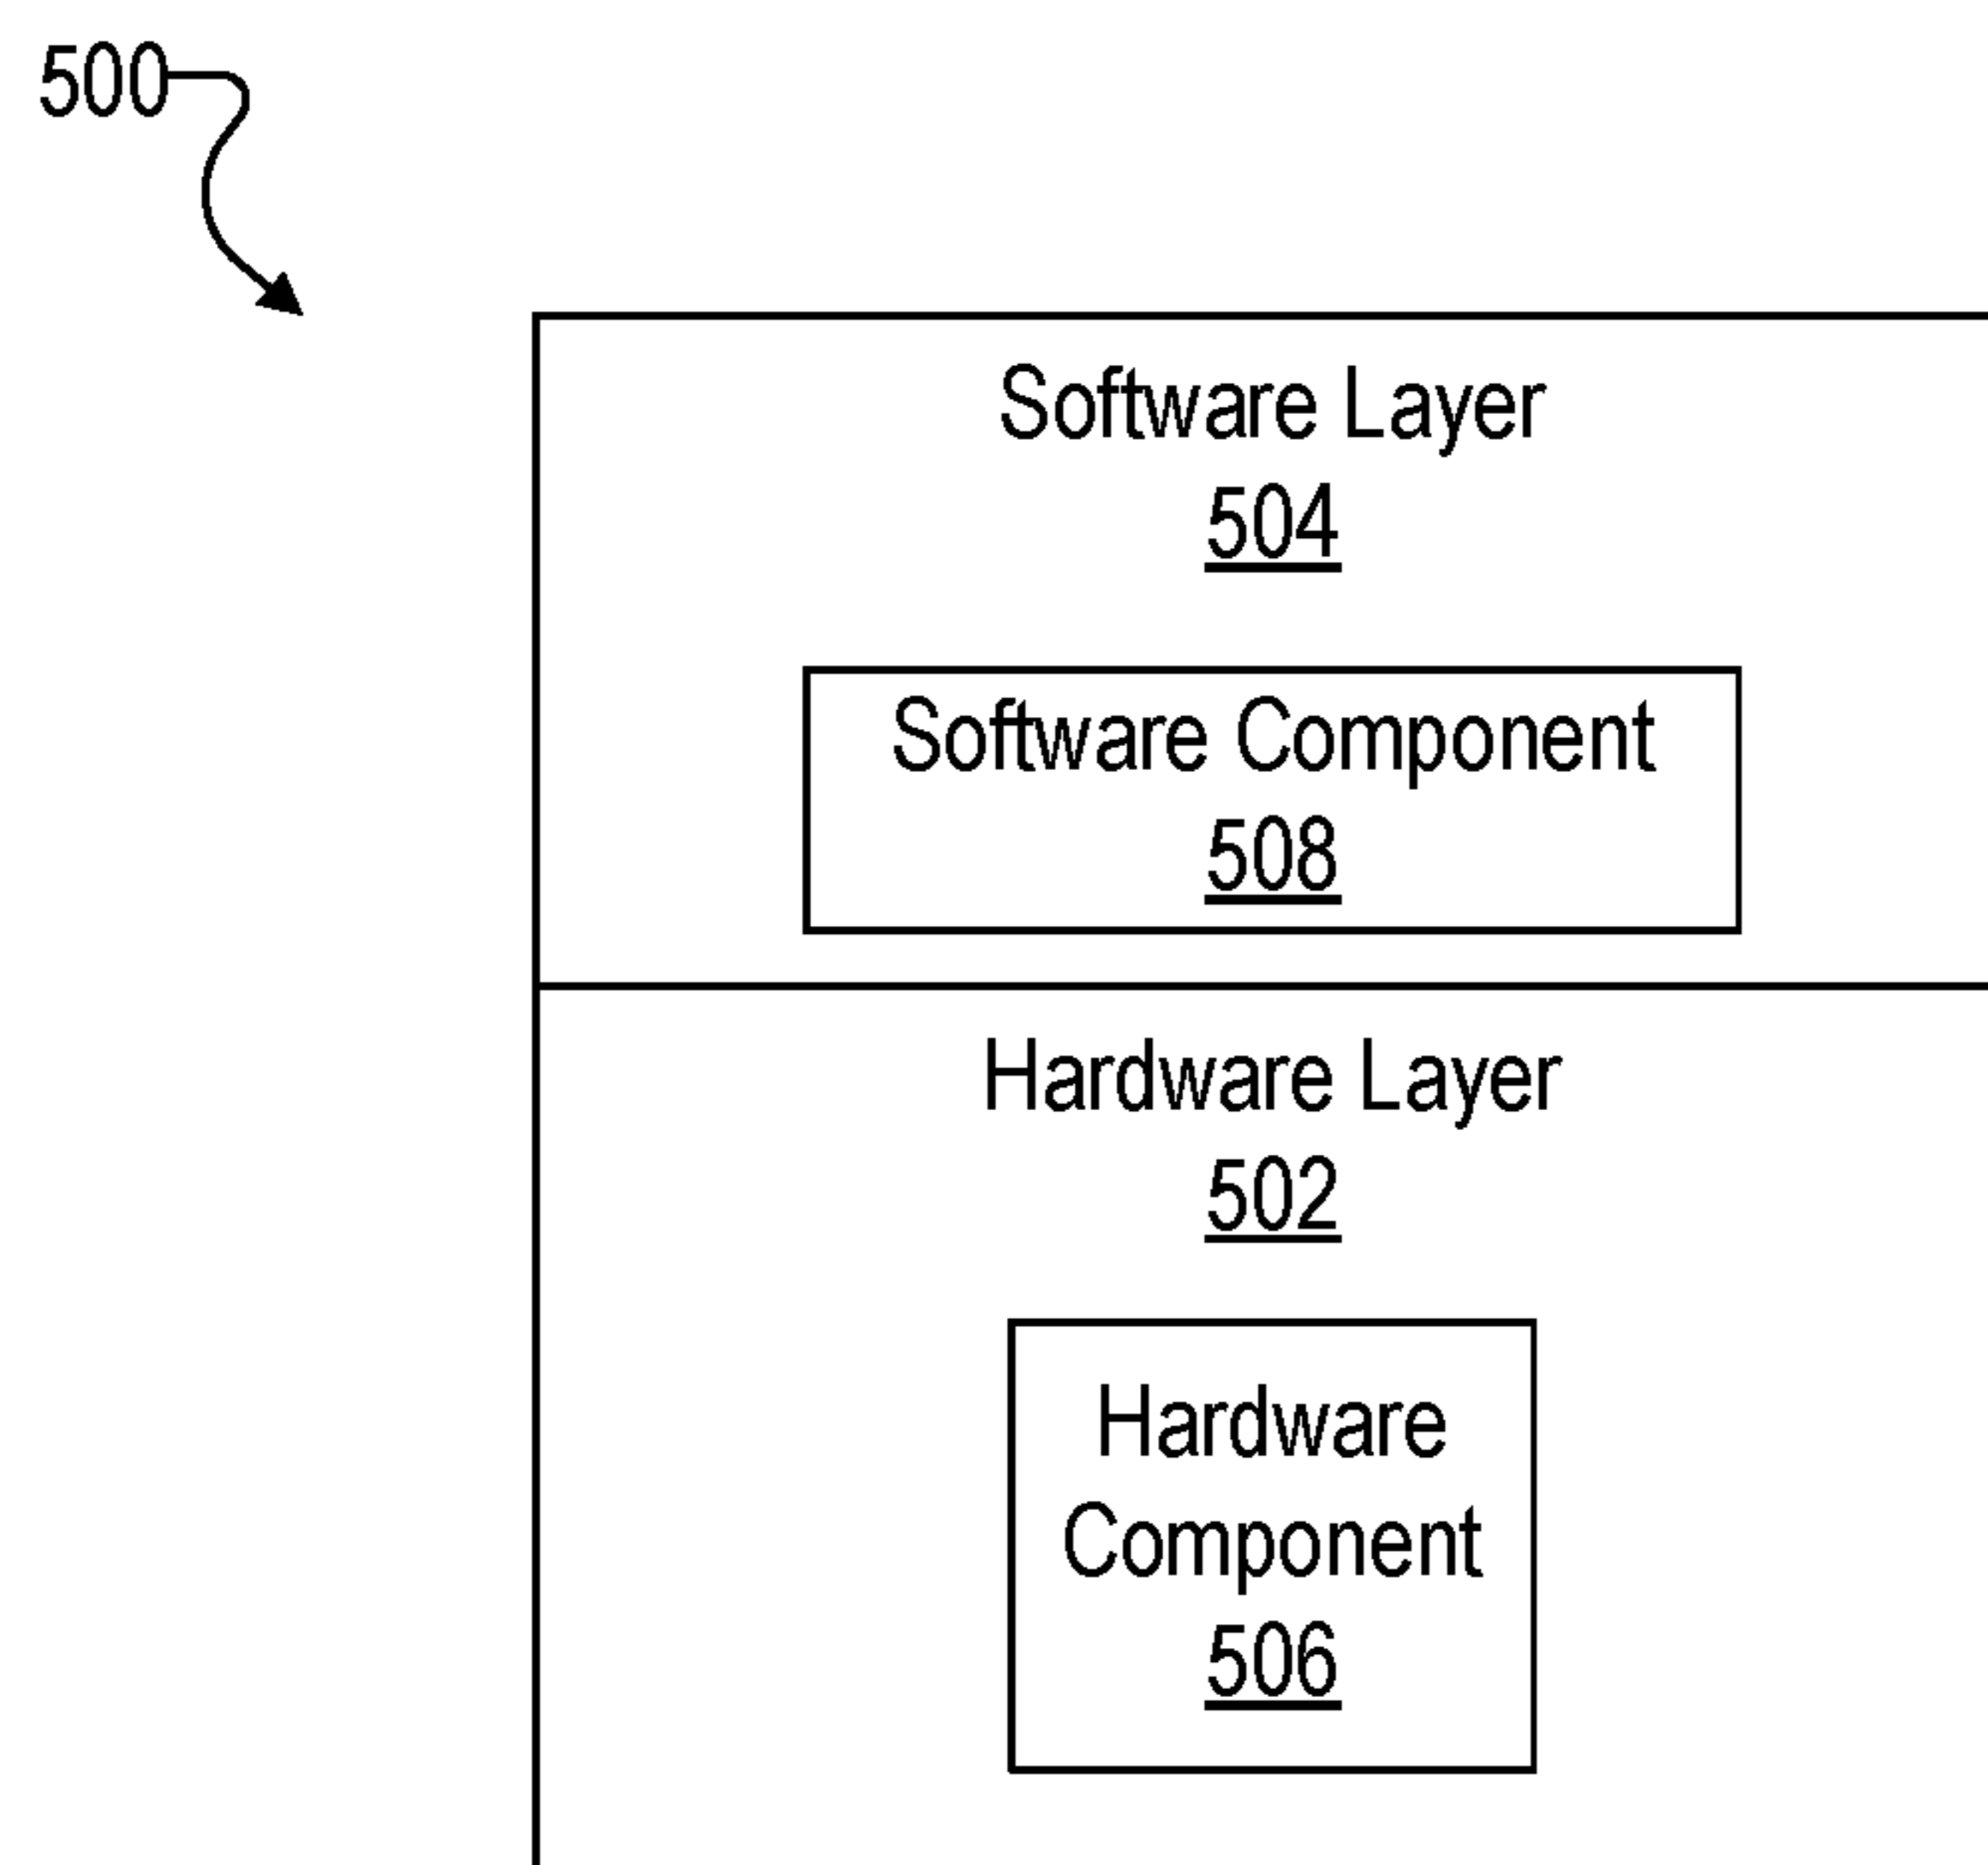 500
Software Layer
504
Software Component
508
Hardware Layer
502
Hardware
Component
506